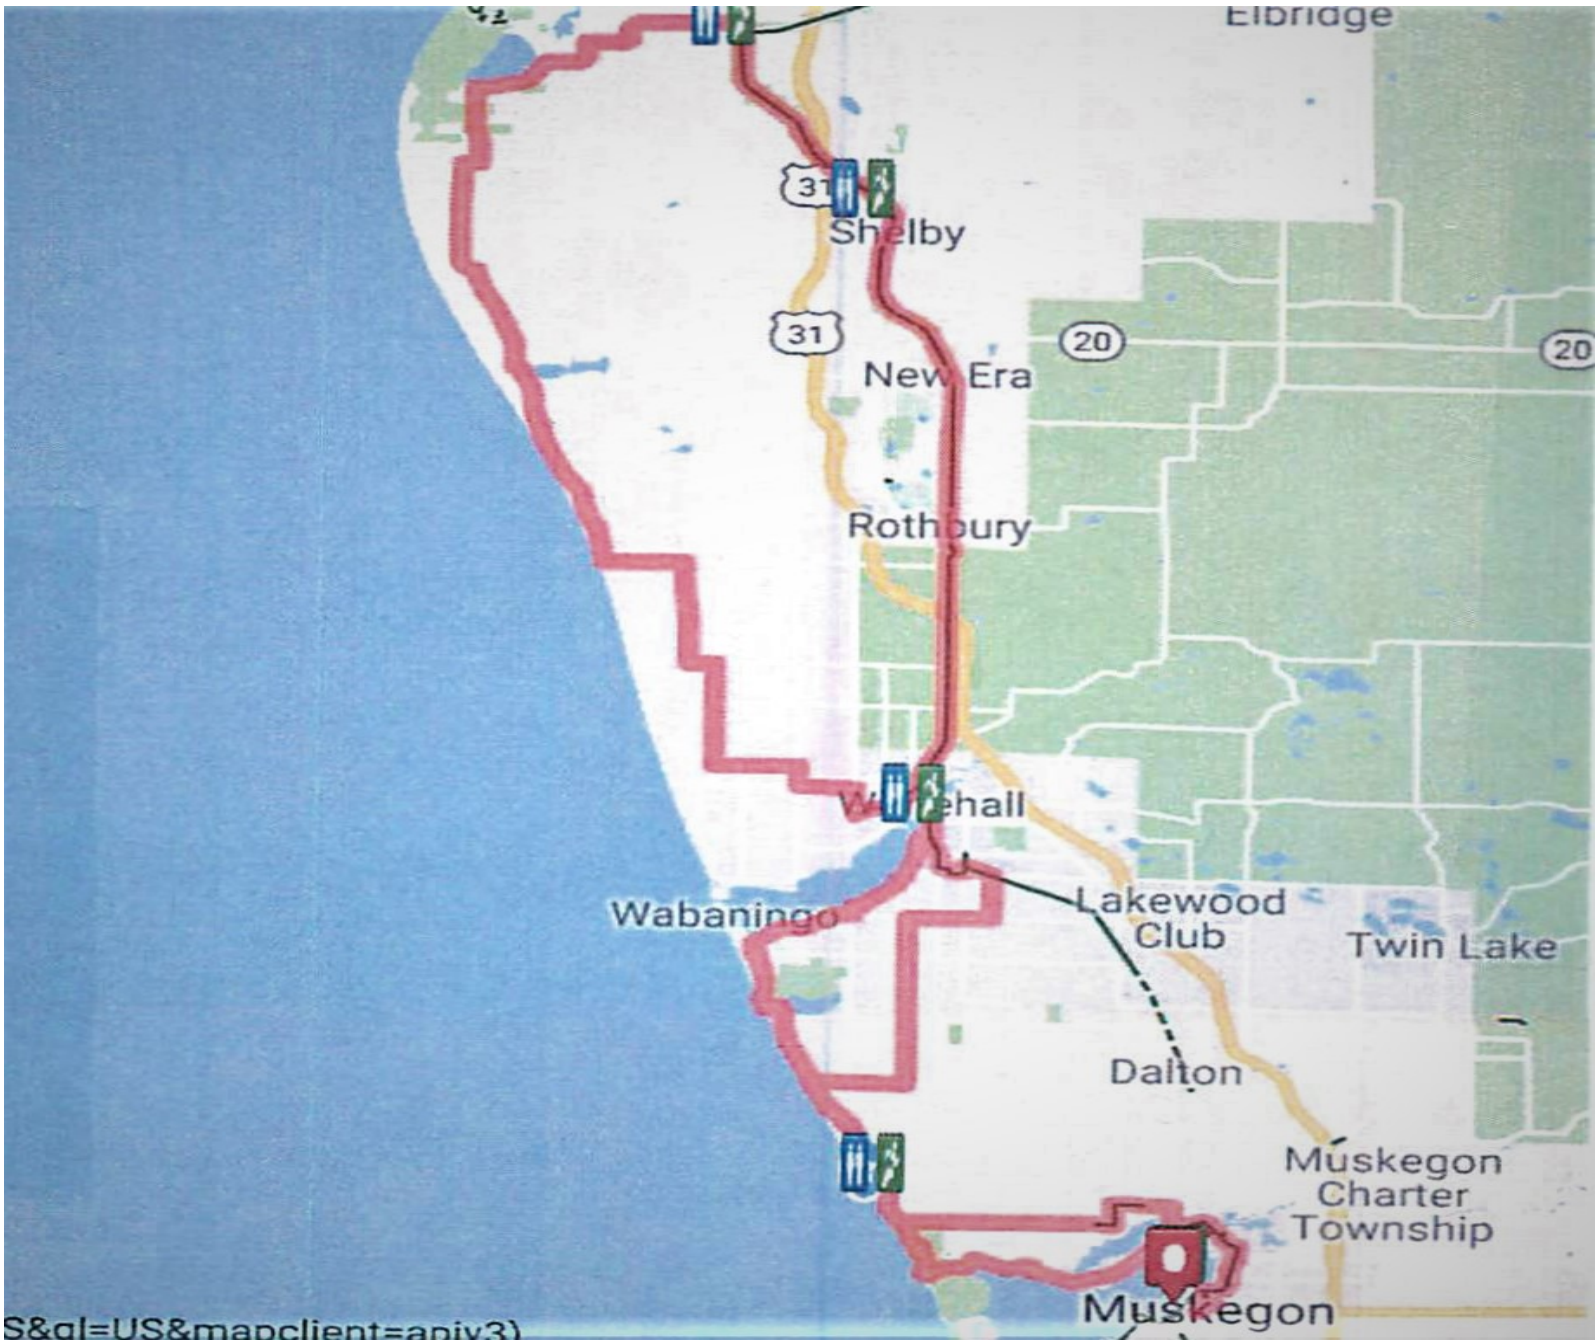 Elbridge
31
Shelby
31
20
20
New Era
Rothbury
Whitehall
Wabaningo
Lakewood
Club
Twin Lake
Dalton
Muskegon
Charter
Township
Muskegon
S&gl=US&mapclient=apiv3)